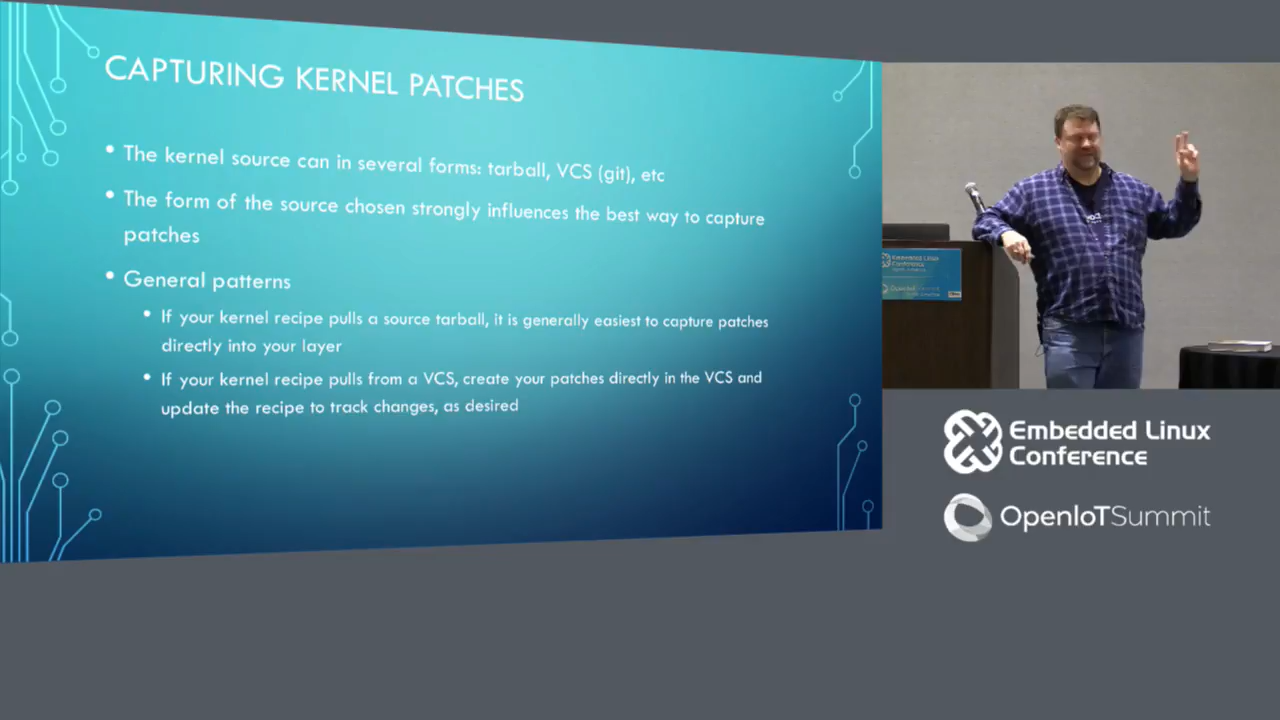 CAPTURING KERNEL PATCHES
The kernel source can in several forms: tarball, VCS (git), etc
The form of the source chosen strongly influences the best way to capture
patches
General patterns
If your kernel recipe pulls a source tarball, it is generally easiest to capture patches
directly into your layer
If your kernel recipe pulls from a VCS, create your patches directly in the VCS and
update the recipe to track changes, as desired
Embedded Linux
Conference
Embedded Linux
Conference
OpenIoTSummit